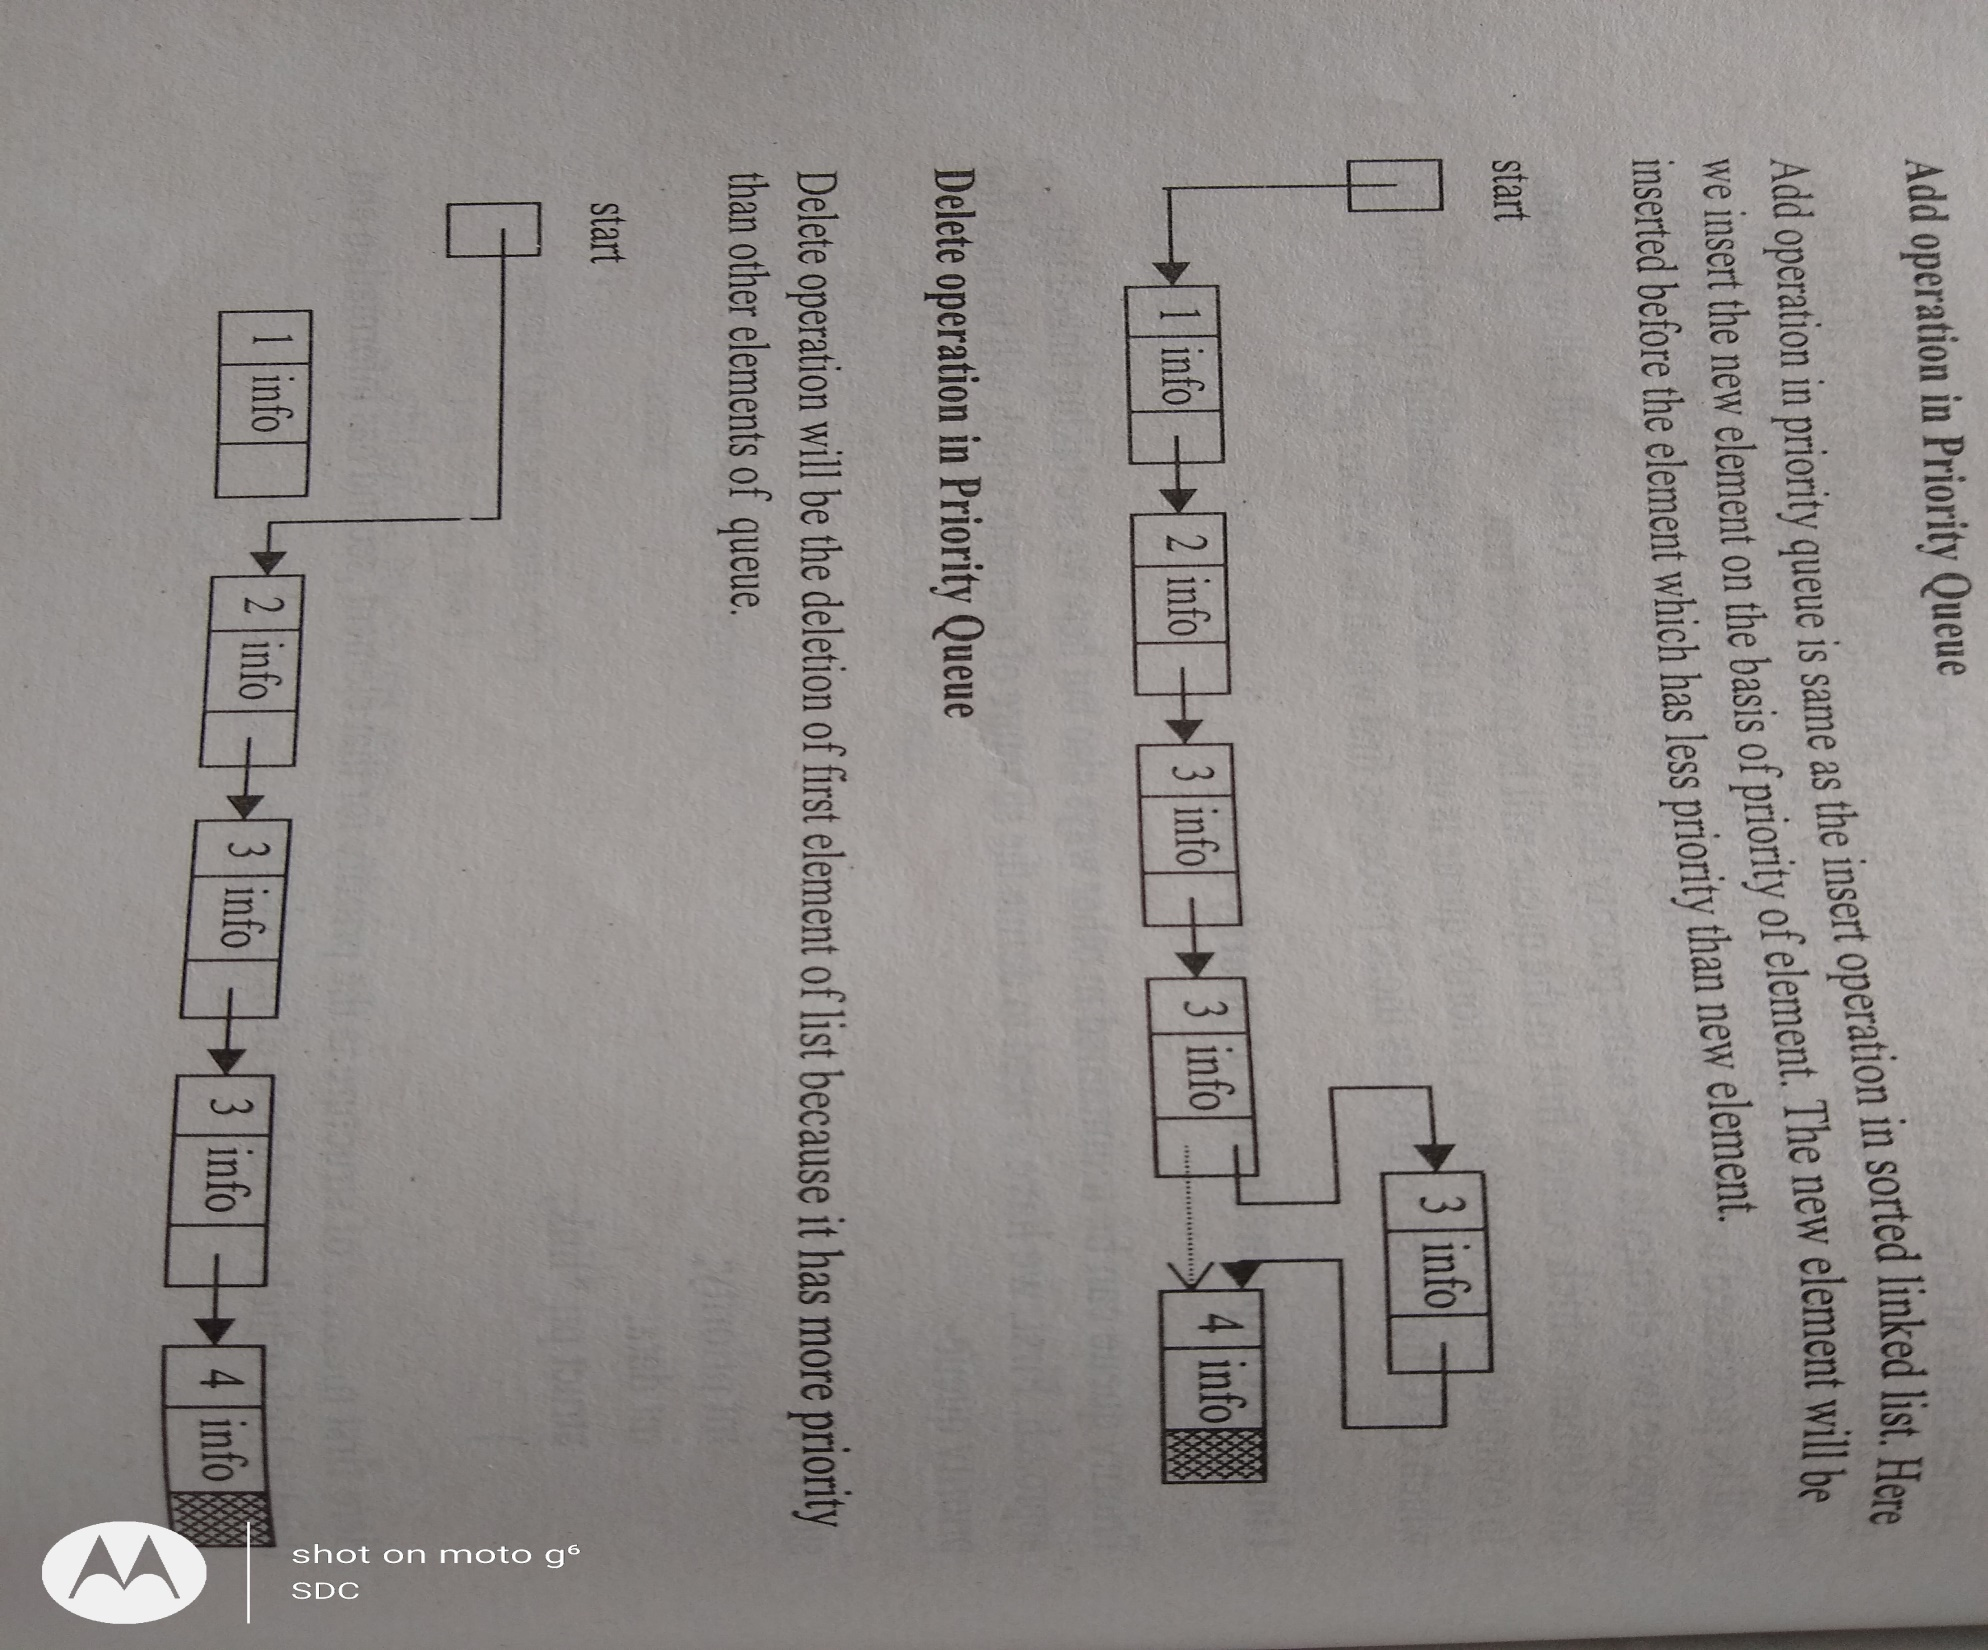 Add operation in Priority Queue
Add operation in priority queue is same as the insert operation in sorted linked list. Here
we insert the new element on the basis of priority of element. The new element will be
inserted before the element which has less priority than new element.
start
3 info
1 info 2 info 3 info 3 info 4 info
Delete operation in Priority Queue
Delete operation will be the deletion of first element of list because it has more priority
than other elements of queue.
start
1 info 2 info 3 info 3 info 4 info
shot on moto g⁶
SDC